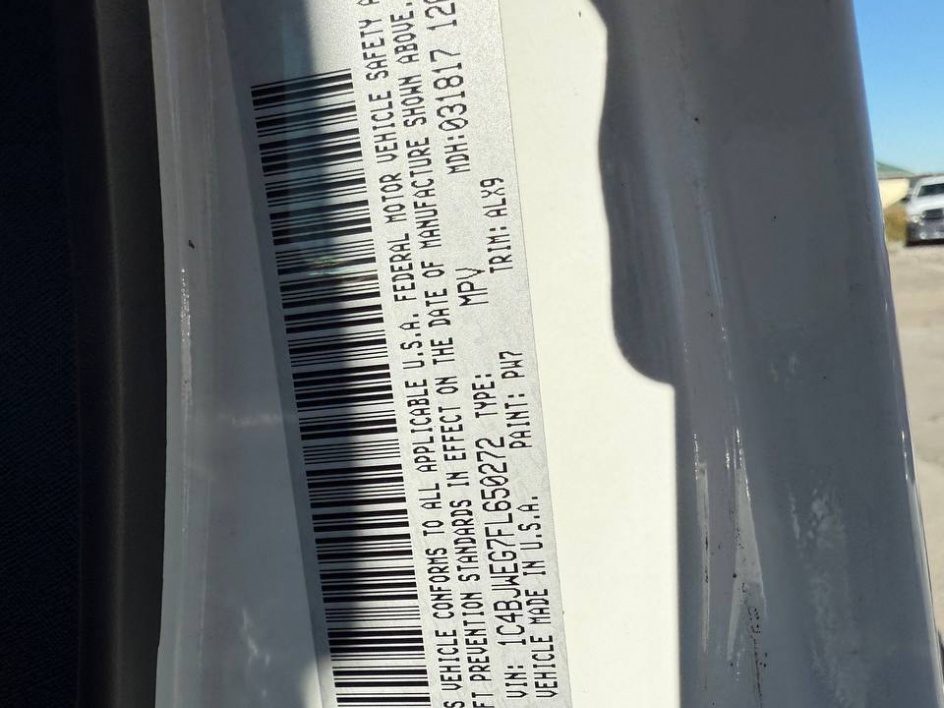 S VEHICLE CONFORMS TO ALL APPLICABLE U.S.A. FEDERAL MOTOR VEHICLE SAFETY A
FT PREVENTION STANDARDS IN EFFECT ON THE DATE OF MANUFACTURE SHOWN ABOVE.
VIN: 1C4BJWEG7FL650272 TYPE: MPV MDH:031817 120
VEHICLE MADE IN U.S.A. PAINT: PW7 TRIM: ALX9